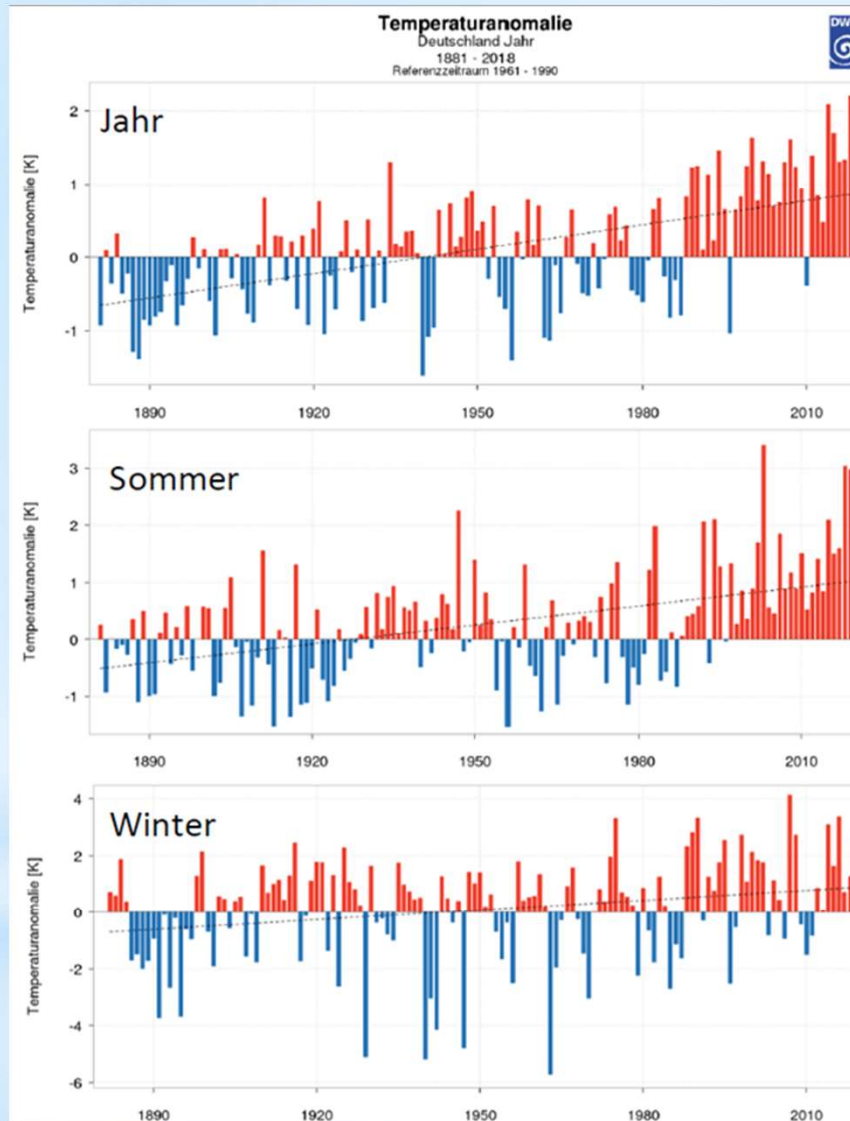 Temperaturanomalie
Deutschland Jahr
1881 - 2018
Referenzzeitraum 1961 - 1990
DW
Jahr
Temperaturanomalie [K]
2
1
0
-1
1890 1920 1950 1980 2010
Sommer
Temperaturanomalie [K]
3
2
1
0
-1
1890 1920 1950 1980 2010
Winter
Temperaturanomalie [K]
4
2
0
-2
-4
-6
1890 1920 1950 1980 2010